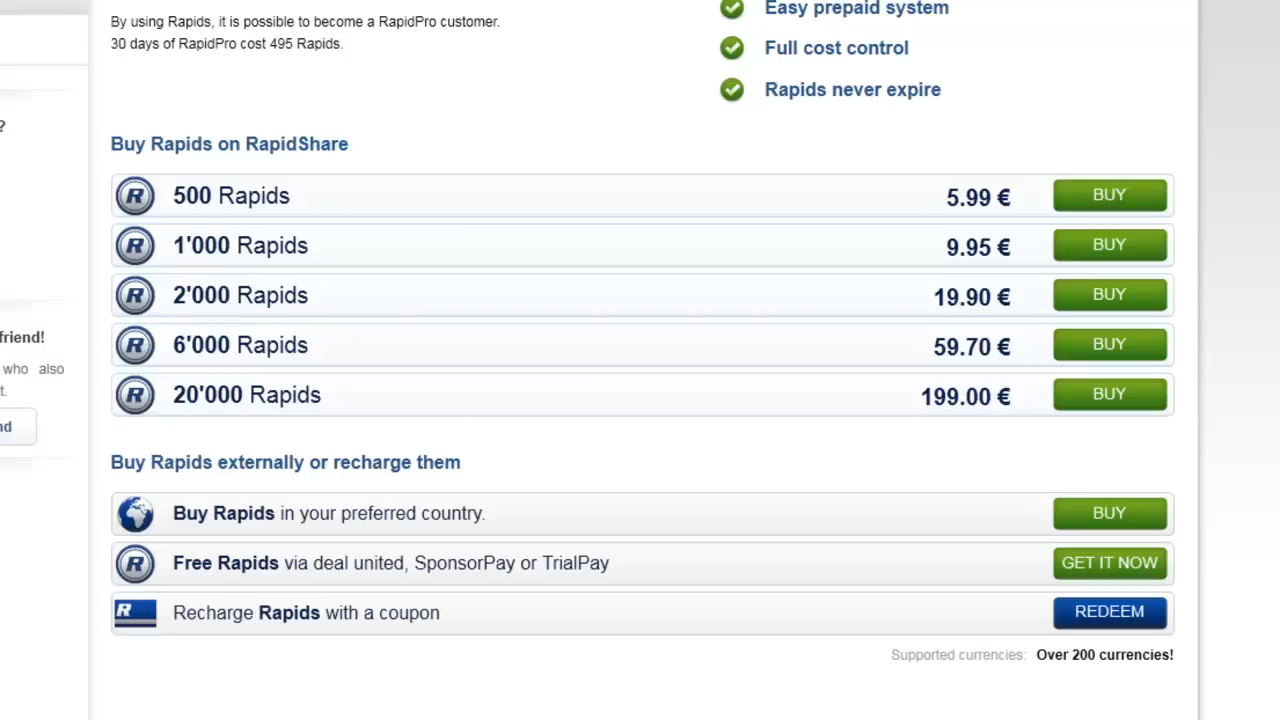 By using Rapids, it is possible to become a RapidPro customer.
30 days of RapidPro cost 495 Rapids.
Easy prepaid system
Full cost control
Rapids never expire
?
friend!
who also
t.
nd
Buy Rapids on RapidShare
R 500 Rapids 5.99 € BUY
R 1'000 Rapids 9.95 € BUY
R 2'000 Rapids 19.90 € BUY
R 6'000 Rapids 59.70 € BUY
R 20'000 Rapids 199.00 € BUY
Buy Rapids externally or recharge them
Buy Rapids in your preferred country. BUY
R Free Rapids via deal united, SponsorPay or TrialPay GET IT NOW
R Recharge Rapids with a coupon REDEEM
Supported currencies: Over 200 currencies!